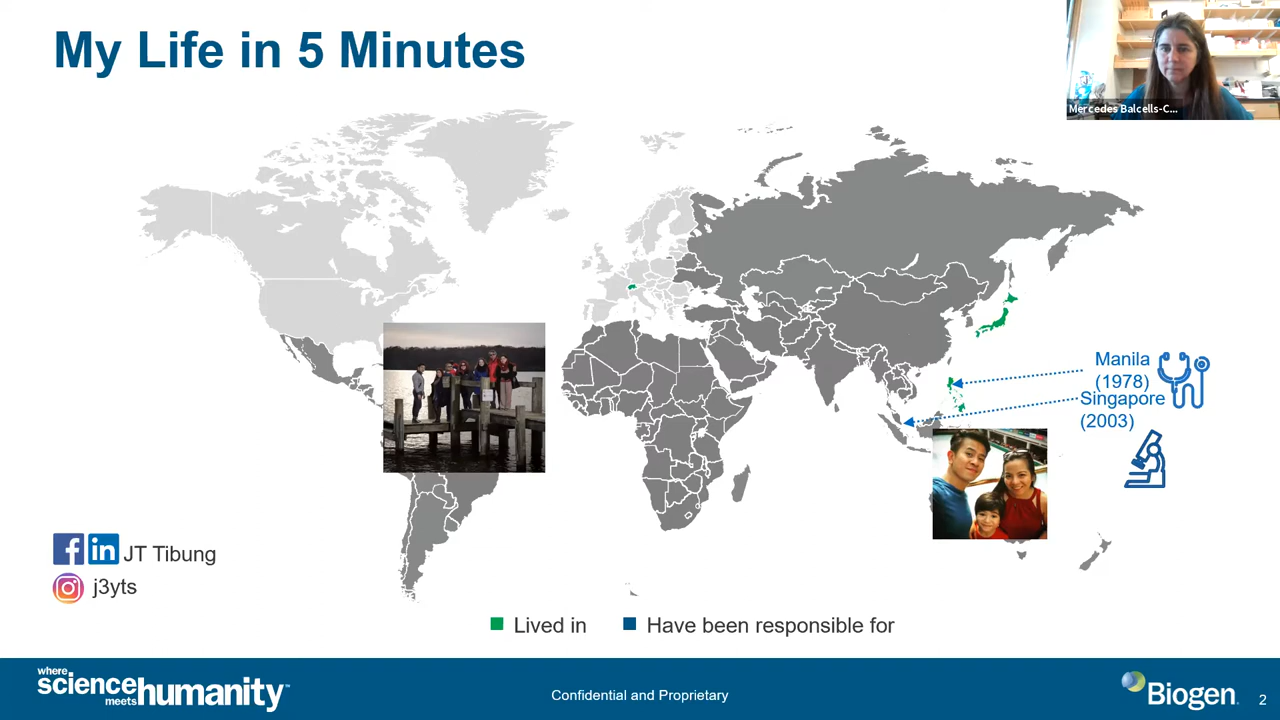 My Life in 5 Minutes
Mercedes Balcells-C...
Manila
(1978)
Singapore
(2003)
JT Tibung
j3yts
Lived in
Have been responsible for
where
science
meets
humanity™
Confidential and Proprietary
Biogen.
2